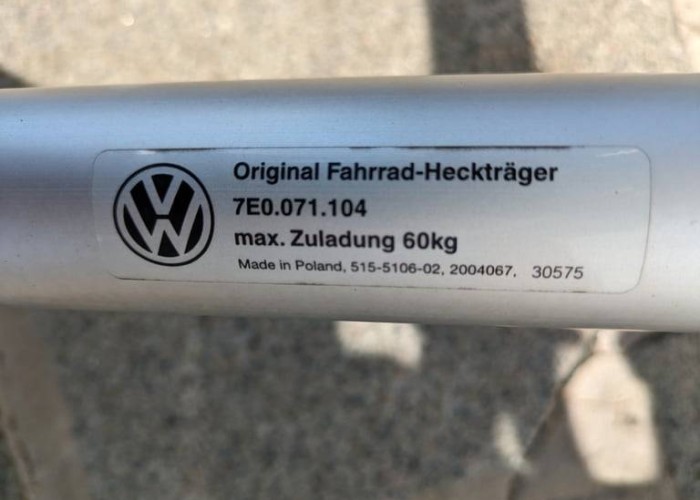 Original Fahrrad-Heckträger
7E0.071.104
max. Zuladung 60kg
Made in Poland, 515-5106-02, 2004067, 30575